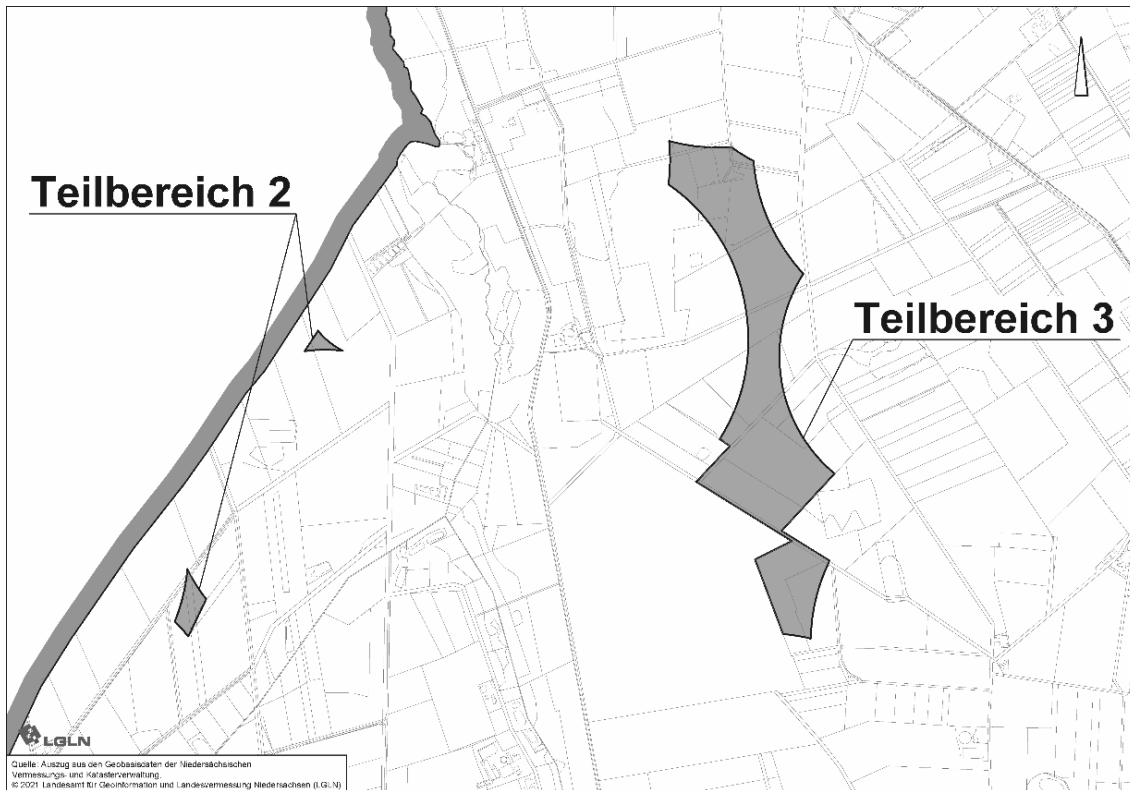 Teilbereich 2
Teilbereich 3
LGLN
Quelle: Auszug aus den Geobasisdaten der Niedersächsischen
Vermessungs- und Katasterverwaltung,
© 2021 Landesamt für Geoinformation und Landesvermessung Niedersachsen (LGLN)